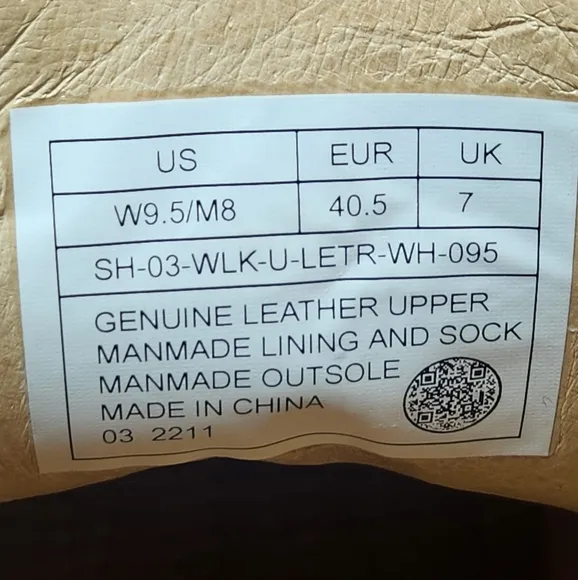 US EUR UK
W9.5/M8 40.5 7
SH-03-WLK-U-LETR-WH-095
GENUINE LEATHER UPPER
MANMADE LINING AND SOCK
MANMADE OUTSOLE
MADE IN CHINA
03 2211